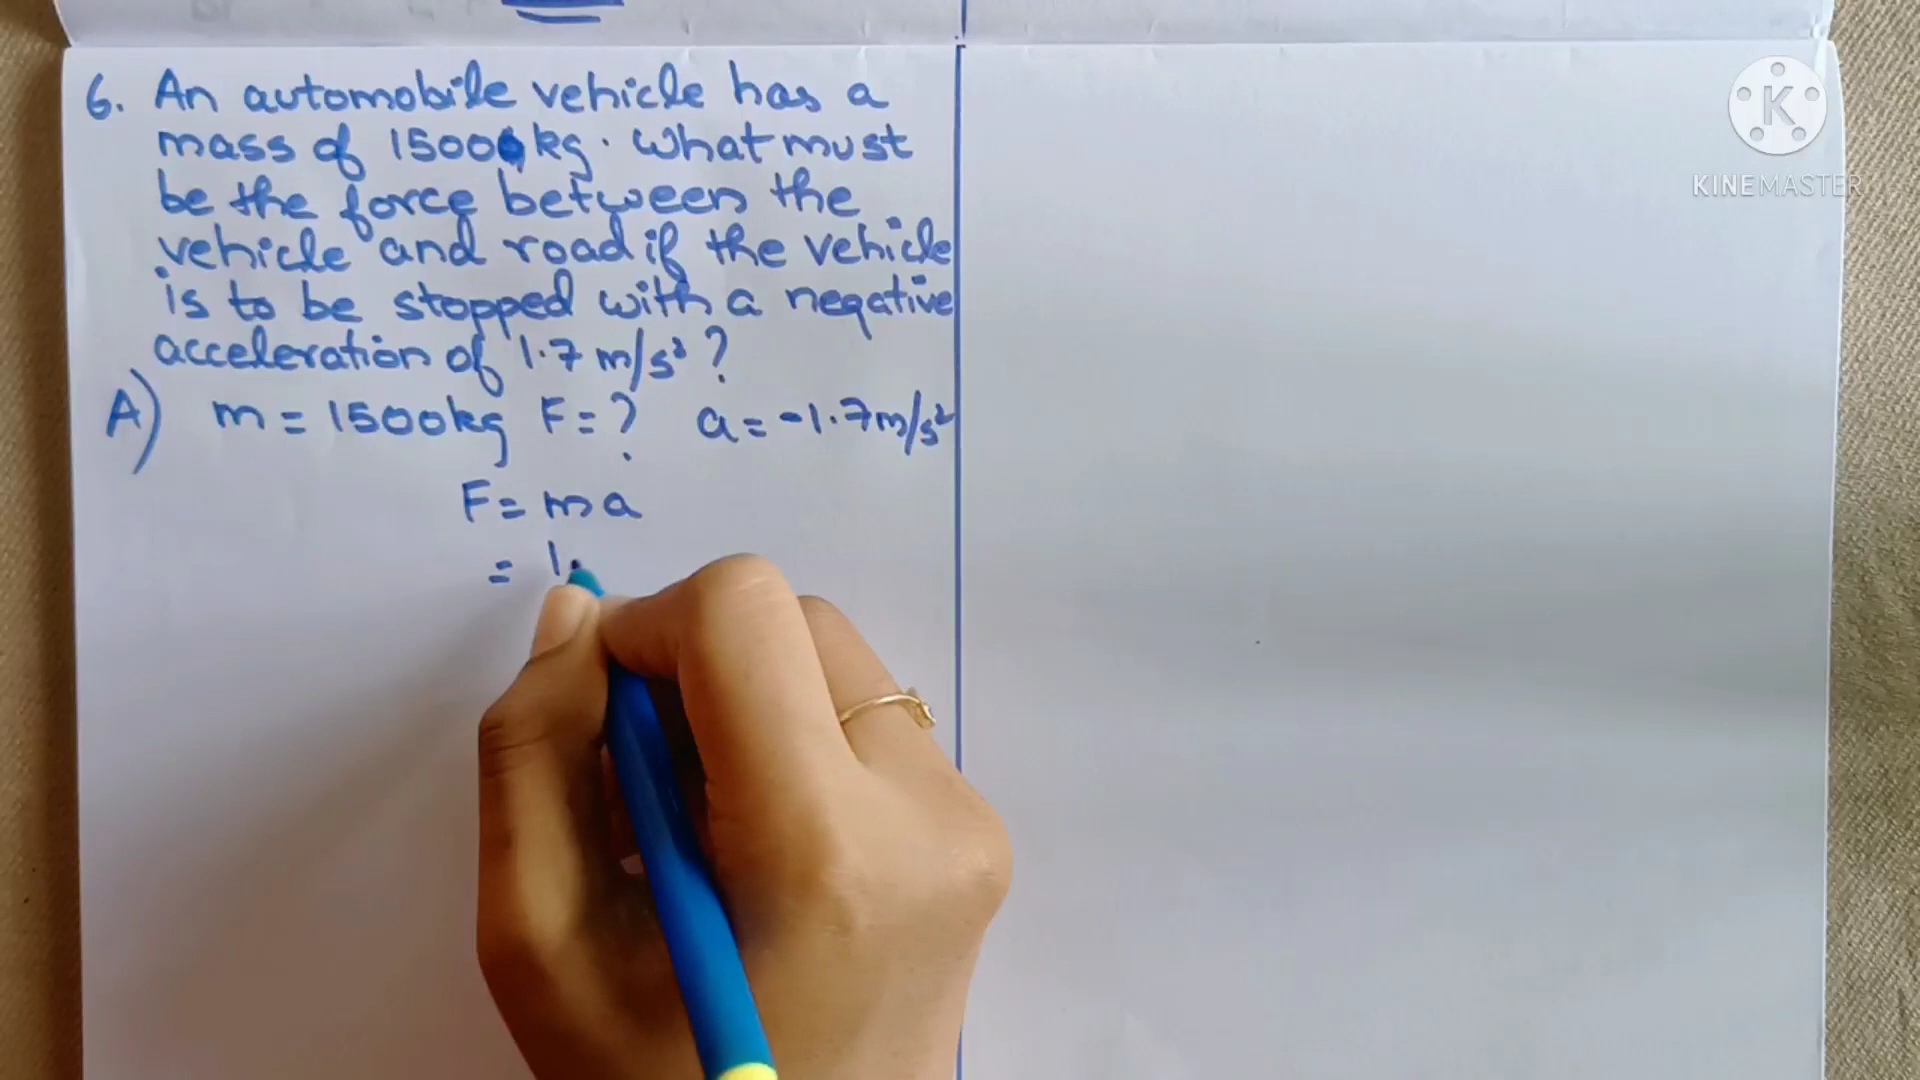 6. An automobile vehicle has a
mass of 1500 kg. What must
be the force between the
vehicle and road if the vehicle
is to be stopped with a negative
acceleration of 1.7 m/s² ?
A) m = 1500kg F = ? a = -1.7m/s²
F = ma
= 1
K
KINEMASTER